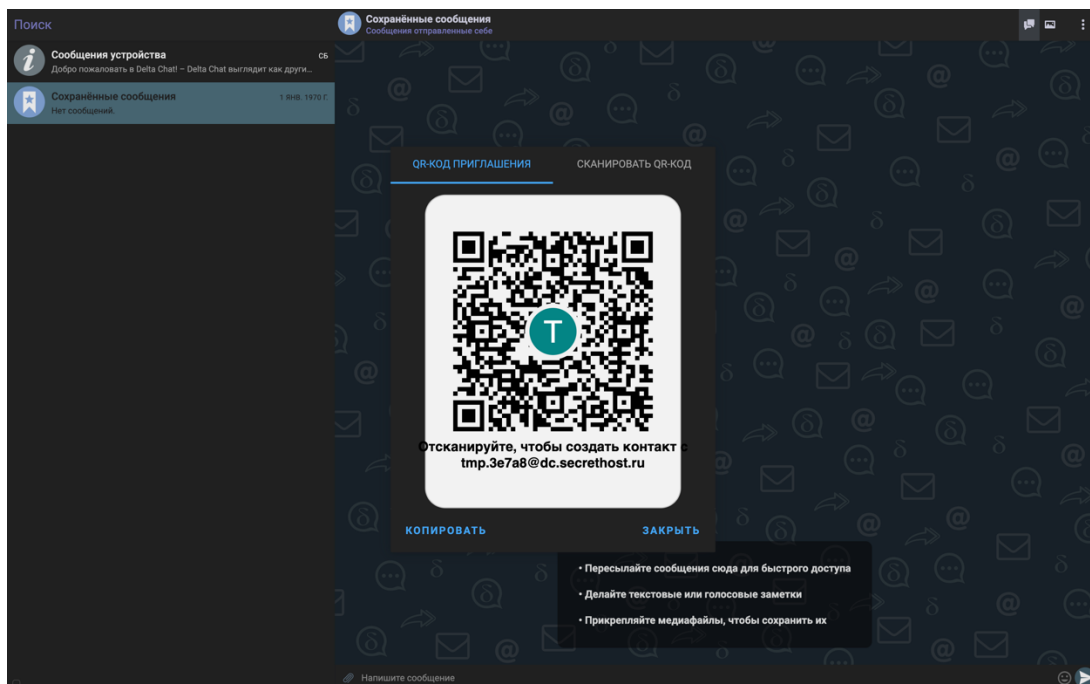 Поиск
Сообщения устройства
СБ
Добро пожаловать в Delta Chat! – Delta Chat выглядит как други...
Сохранённые сообщения
1 ЯНВ. 1970 Г.
Нет сообщений.
Сохранённые сообщения
Сообщения отправленные себе
QR-КОД ПРИГЛАШЕНИЯ
СКАНИРОВАТЬ QR-КОД
T
Отсканируйте, чтобы создать контакт с
tmp.3e7a8@dc.secrethost.ru
КОПИРОВАТЬ
ЗАКРЫТЬ
• Пересылайте сообщения сюда для быстрого доступа
• Делайте текстовые или голосовые заметки
• Прикрепляйте медиафайлы, чтобы сохранить их
Напишите сообщение